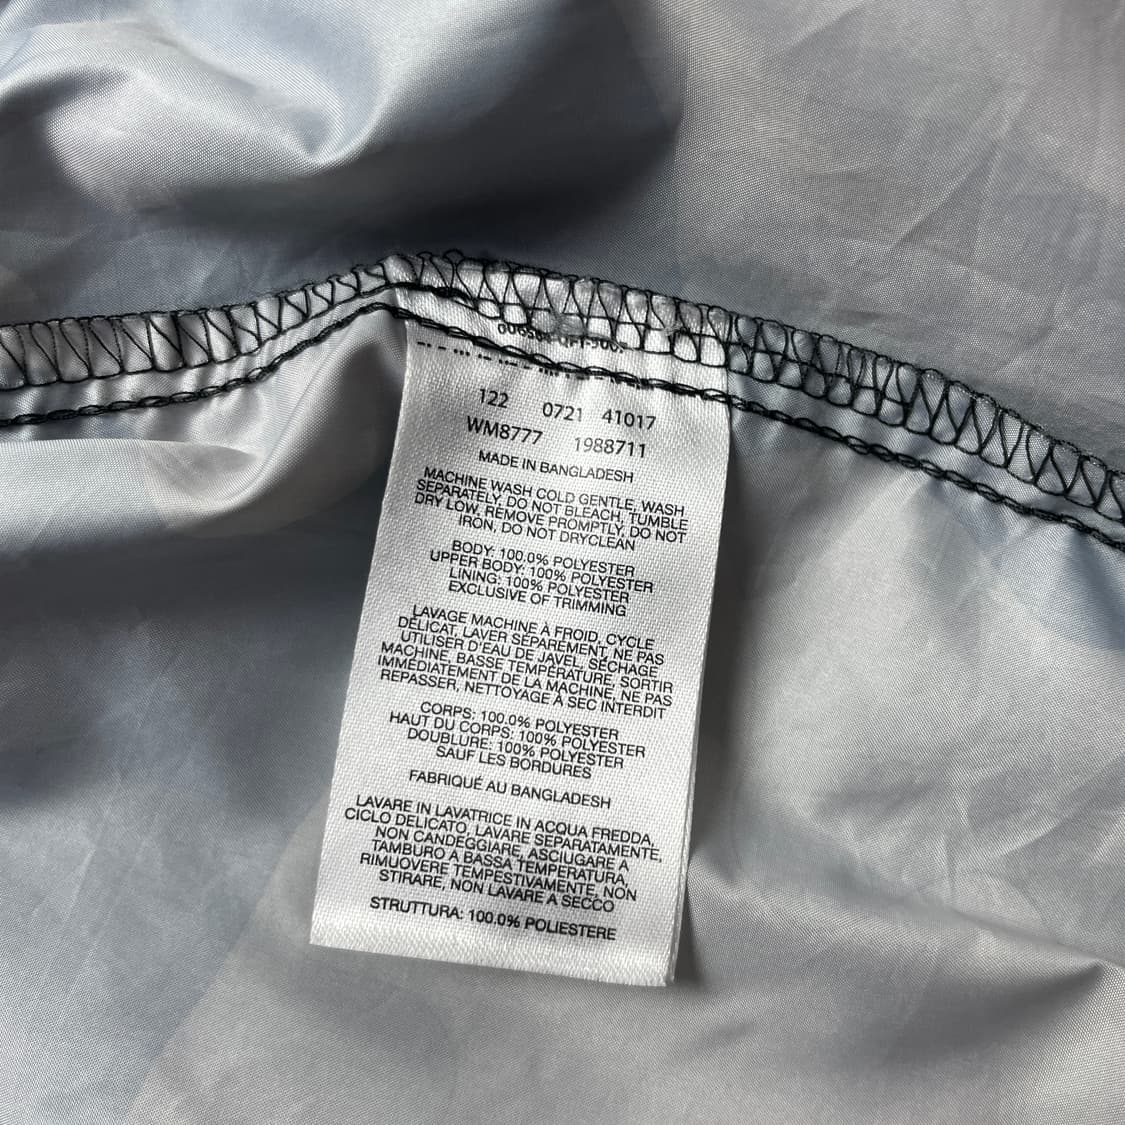 122 0721 41017
WM8777 1988711
MADE IN BANGLADESH
MACHINE WASH COLD GENTLE, WASH
SEPARATELY, DO NOT BLEACH, TUMBLE
DRY LOW, REMOVE PROMPTLY, DO NOT
IRON, DO NOT DRYCLEAN
BODY: 100.0% POLYESTER
UPPER BODY: 100% POLYESTER
LINING: 100% POLYESTER
EXCLUSIVE OF TRIMMING
LAVAGE MACHINE À FROID, CYCLE
DÉLICAT, LAVER SÉPARÉMENT, NE PAS
UTILISER D'EAU DE JAVEL, SÉCHAGE
MACHINE, BASSE TEMPÉRATURE, SORTIR
IMMÉDIATEMENT DE LA MACHINE, NE PAS
REPASSER, NETTOYAGE À SEC INTERDIT
CORPS: 100.0% POLYESTER
HAUT DU CORPS: 100% POLYESTER
DOUBLURE: 100% POLYESTER
SAUF LES BORDURES
FABRIQUÉ AU BANGLADESH
LAVARE IN LAVATRICE IN ACQUA FREDDA,
CICLO DELICATO, LAVARE SEPARATAMENTE,
NON CANDEGGIARE, ASCIUGARE A
TAMBURO A BASSA TEMPERATURA,
RIMUOVERE TEMPESTIVAMENTE, NON
STIRARE, NON LAVARE A SECCO
STRUTTURA: 100.0% POLIESTERE